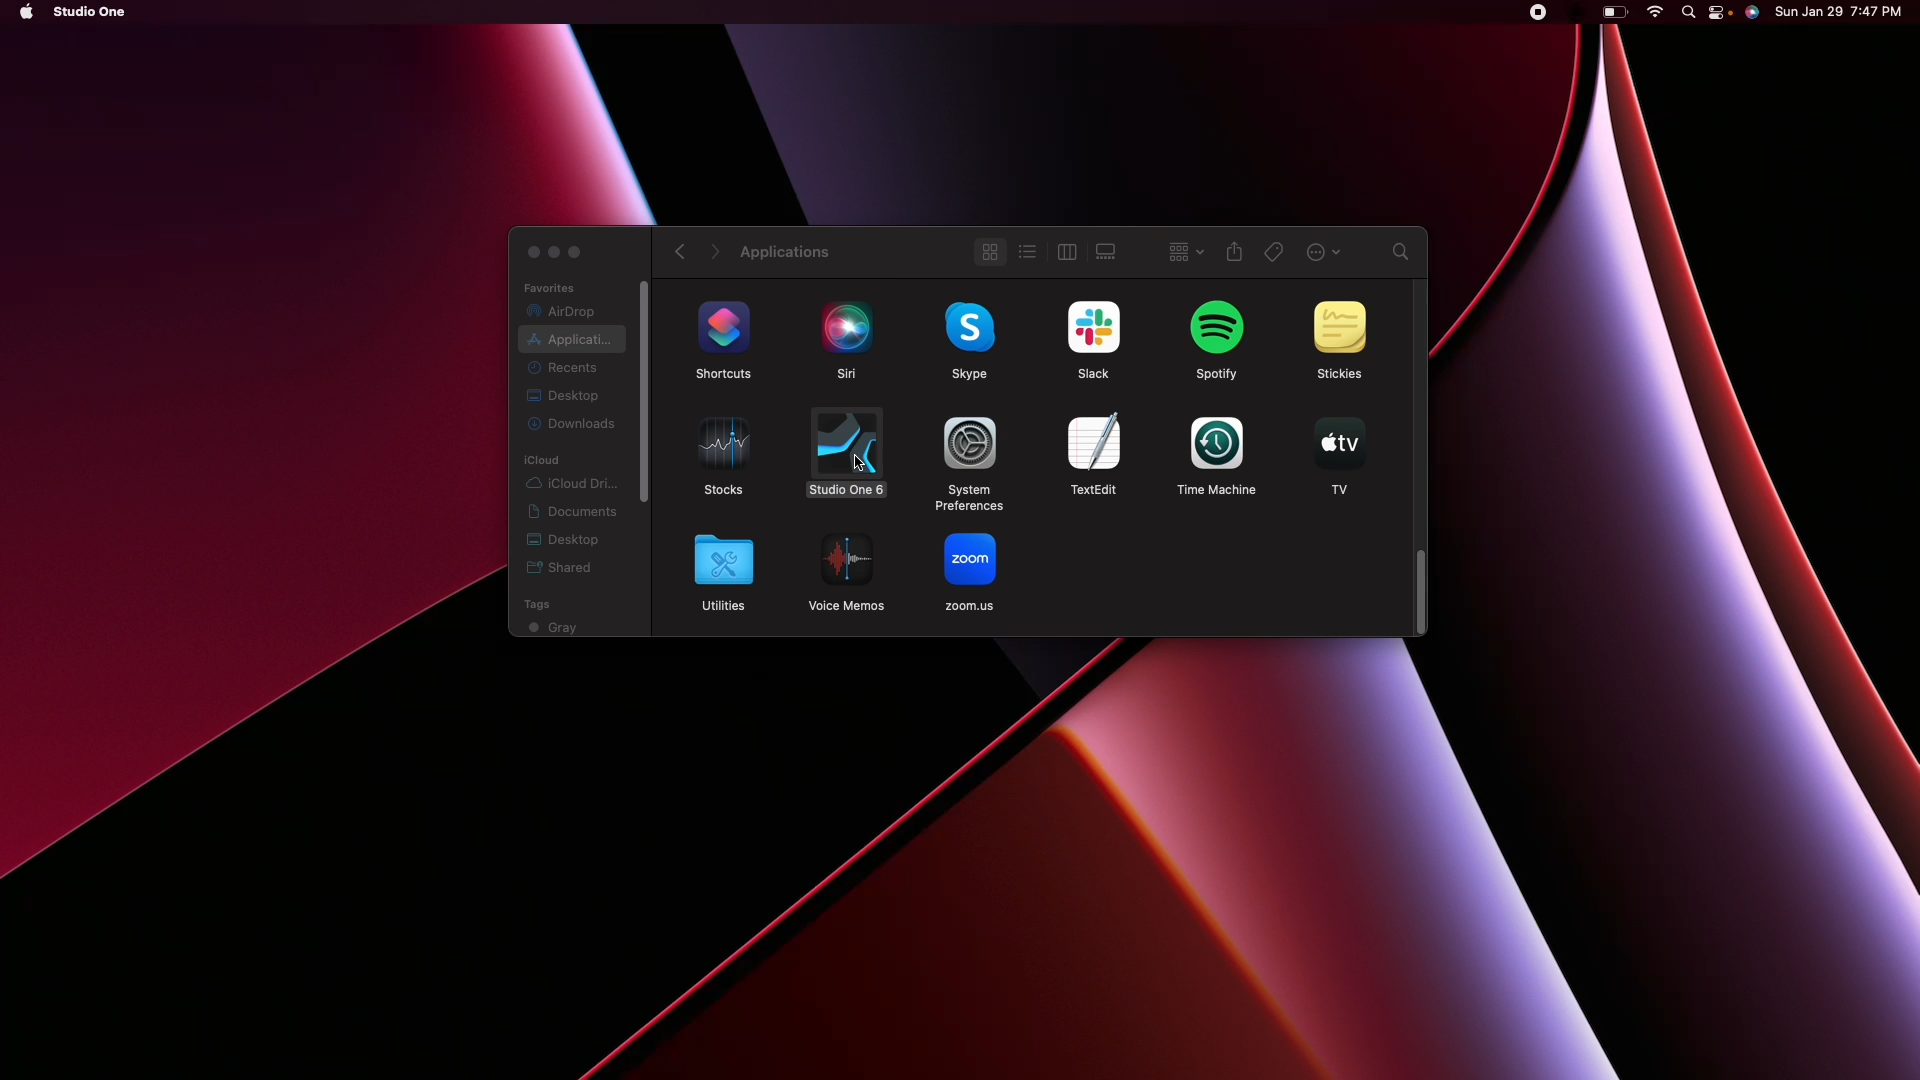 Studio One
Sun Jan 29 7:47 PM
Applications
Favorites
AirDrop
Applicati...
Recents
Desktop
Downloads
iCloud
iCloud Dri...
Documents
Desktop
Shared
Tags
Gray
Shortcuts
Siri
S
Skype
Slack
Spotify
Stickies
Stocks
Studio One 6
System
Preferences
TextEdit
Time Machine
tv
TV
Utilities
Voice Memos
zoom
zoom.us